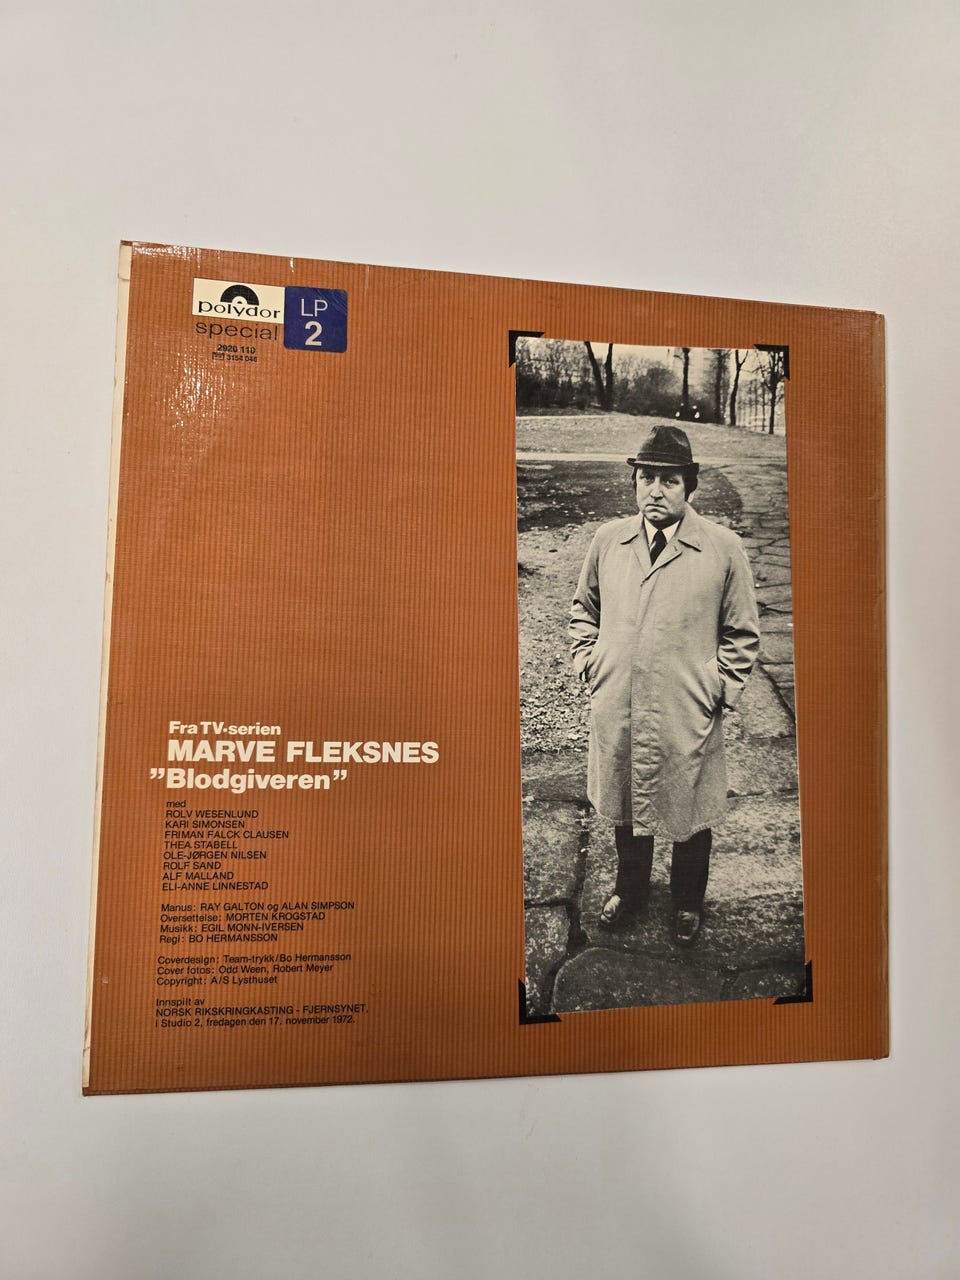 polydor
special
LP
2
2920 110
3154 046
Fra TV-serien
MARVE FLEKSNES
"Blodgiveren"
med
ROLV WESENLUND
KARI SIMONSEN
FRIMAN FALCK CLAUSEN
THEA STABELL
OLE-JØRGEN NILSEN
ROLF SAND
ALF MALLAND
ELI-ANNE LINNESTAD
Manus: RAY GALTON og ALAN SIMPSON
Oversettelse: MORTEN KROGSTAD
Musikk: EGIL MONN-IVERSEN
Regi: BO HERMANSSON
Coverdesign: Team-trykk/Bo Hermansson
Cover fotos: Odd Ween, Robert Meyer
Copyright: A/S Lysthuset
Innspilt av
NORSK RIKSKRINGKASTING - FJERNSYNET,
i Studio 2, fredagen den 17. november 1972.